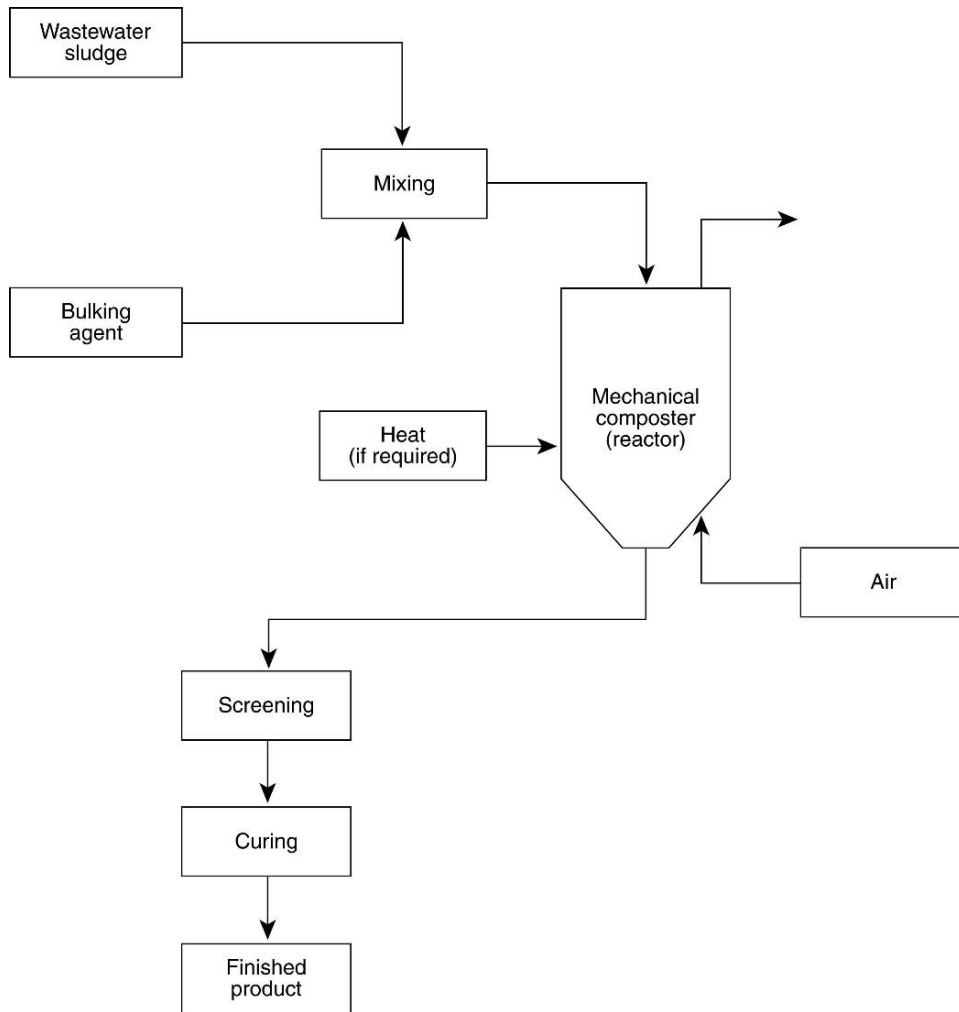 Wastewater
sludge
Mixing
Bulking
agent
Mechanical
composter
(reactor)
Heat
(if required)
Air
Screening
Curing
Finished
product